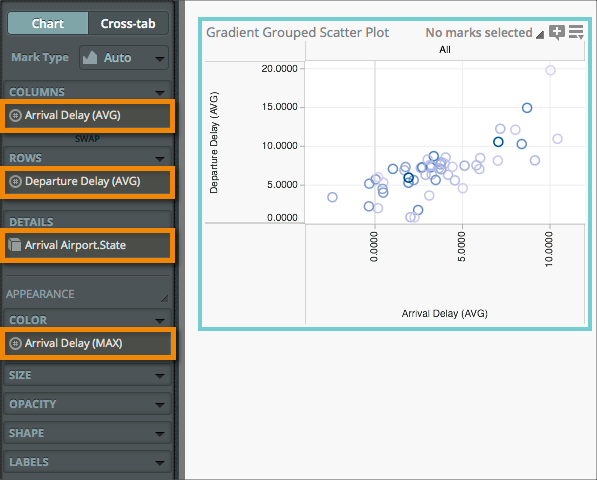 Chart Cross-tab
Mark Type Auto
COLUMNS
Arrival Delay (AVG)
SWAP
ROWS
Departure Delay (AVG)
DETAILS
Arrival Airport.State
APPEARANCE
COLOR
Arrival Delay (MAX)
SIZE
OPACITY
SHAPE
LABELS
Gradient Grouped Scatter Plot No marks selected
All
Departure Delay (AVG)
20.0000
15.0000
10.0000
5.0000
0.0000
0.0000 5.0000 10.0000
Arrival Delay (AVG)